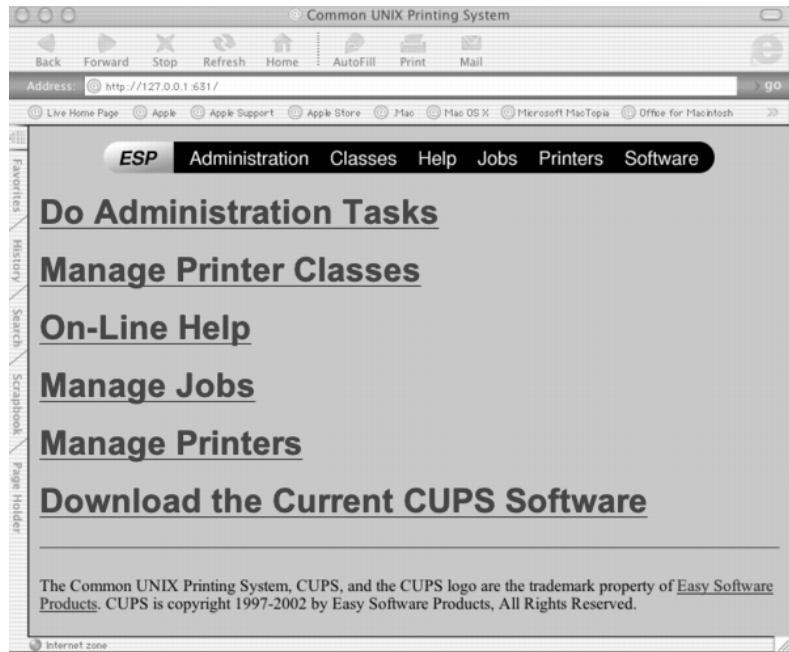 Common UNIX Printing System
Back Forward Stop Refresh Home AutoFill Print Mail
Address: http://127.0.0.1:631/ go
Live Home Page Apple Apple Support Apple Store .Mac Mac OS X Microsoft MacTopia Office for Macintosh
Favorites
History
Search
Scrapbook
Page Holder
ESP Administration Classes Help Jobs Printers Software
Do Administration Tasks
Manage Printer Classes
On-Line Help
Manage Jobs
Manage Printers
Download the Current CUPS Software
The Common UNIX Printing System, CUPS, and the CUPS logo are the trademark property of Easy Software
Products. CUPS is copyright 1997-2002 by Easy Software Products, All Rights Reserved.
Internet zone